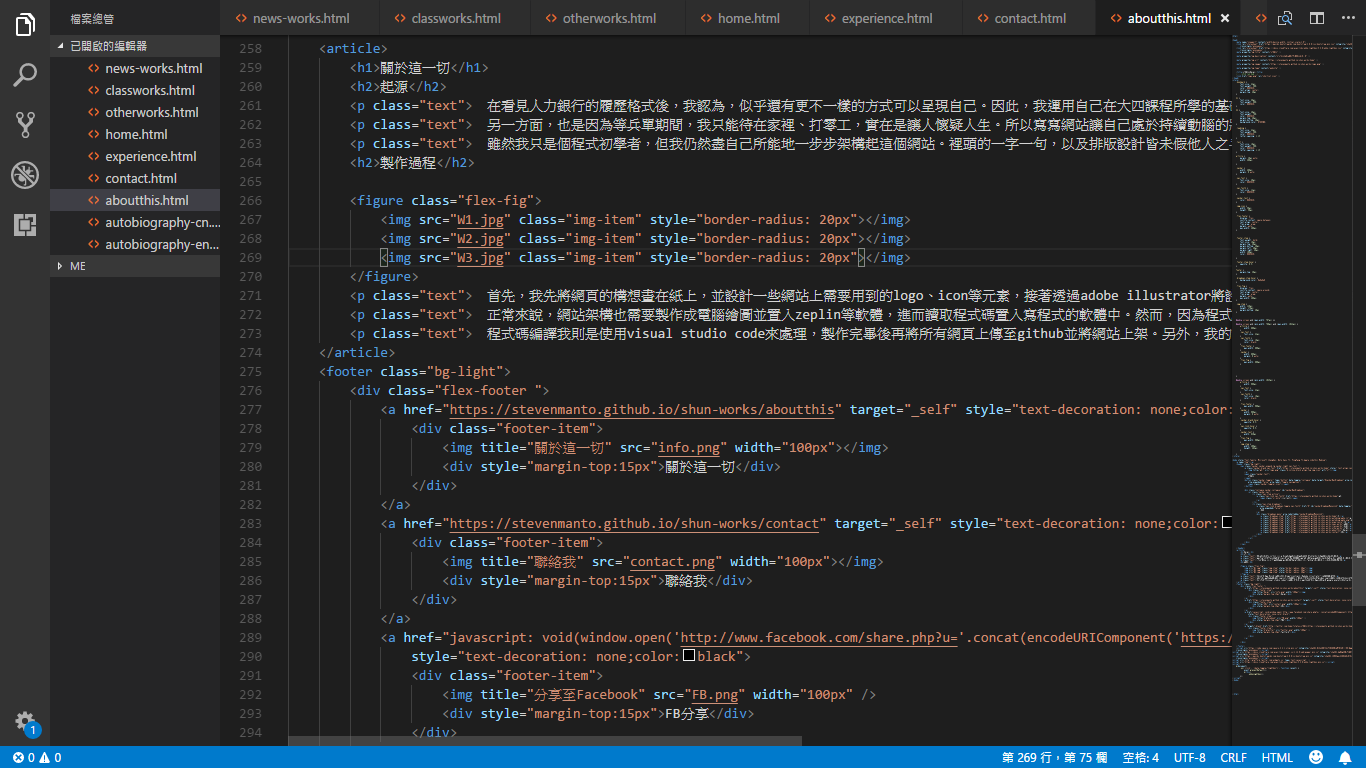 檔案總管
已開啟的編輯器
news-works.html
classworks.html
otherworks.html
home.html
experience.html
contact.html
aboutthis.html
autobiography-cn....
autobiography-en...
ME
1
news-works.html classworks.html otherworks.html home.html experience.html contact.html aboutthis.html ×
258 <article>
259 <h1>關於這一切</h1>
260 <h2>起源</h2>
261 <p class="text"> 在看見人力銀行的履歷格式後，我認為，似乎還有更不一樣的方式可以呈現自己。因此，我運用自己在大四課程所學的基
262 <p class="text"> 另一方面，也是因為等兵單期間，我只能待在家裡、打零工，實在是讓人懷疑人生。所以寫寫網站讓自己處於持續動腦的
263 <p class="text"> 雖然我只是個程式初學者，但我仍然盡自己所能地一步步架構起這個網站。裡頭的一字一句，以及排版設計皆未假他人之
264 <h2>製作過程</h2>
265
266 <figure class="flex-fig">
267 <img src="W1.jpg" class="img-item" style="border-radius: 20px"></img>
268 <img src="W2.jpg" class="img-item" style="border-radius: 20px"></img>
269 <img src="W3.jpg" class="img-item" style="border-radius: 20px"></img>
270 </figure>
271 <p class="text"> 首先，我先將網頁的構想畫在紙上，並設計一些網站上需要用到的logo、icon等元素，接著透過adobe illustrator將設
272 <p class="text"> 正常來說，網站架構也需要製作成電腦繪圖並置入zeplin等軟體，進而讀取程式碼置入寫程式的軟體中。然而，因為程式
273 <p class="text"> 程式碼編譯我則是使用visual studio code來處理，製作完畢後再將所有網頁上傳至github並將網站上架。另外，我的
274 </article>
275 <footer class="bg-light">
276 <div class="flex-footer ">
277 <a href="https://stevenmanto.github.io/shun-works/aboutthis" target="_self" style="text-decoration: none;color:
278 <div class="footer-item">
279 <img title="關於這一切" src="info.png" width="100px"></img>
280 <div style="margin-top:15px">關於這一切</div>
281 </div>
282 </a>
283 <a href="https://stevenmanto.github.io/shun-works/contact" target="_self" style="text-decoration: none;color:
284 <div class="footer-item">
285 <img title="聯絡我" src="contact.png" width="100px"></img>
286 <div style="margin-top:15px">聯絡我</div>
287 </div>
288 </a>
289 <a href="javascript: void(window.open('http://www.facebook.com/share.php?u='.concat(encodeURIComponent('https:/
290 style="text-decoration: none;color:black">
291 <div class="footer-item">
292 <img title="分享至Facebook" src="FB.png" width="100px" />
293 <div style="margin-top:15px">FB分享</div>
294 </div>
0 0 第 269 行，第 75 欄 空格: 4 UTF-8 CRLF HTML